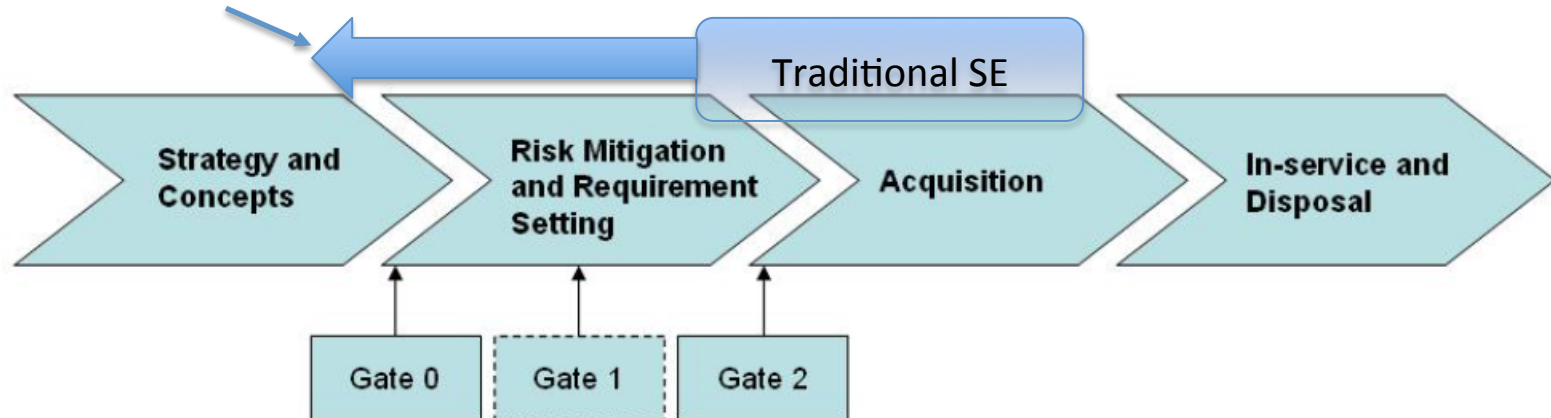 Traditional SE
Strategy and
Concepts
Risk Mitigation
and Requirement
Setting
Acquisition
In-service and
Disposal
Gate 0
Gate 1
Gate 2